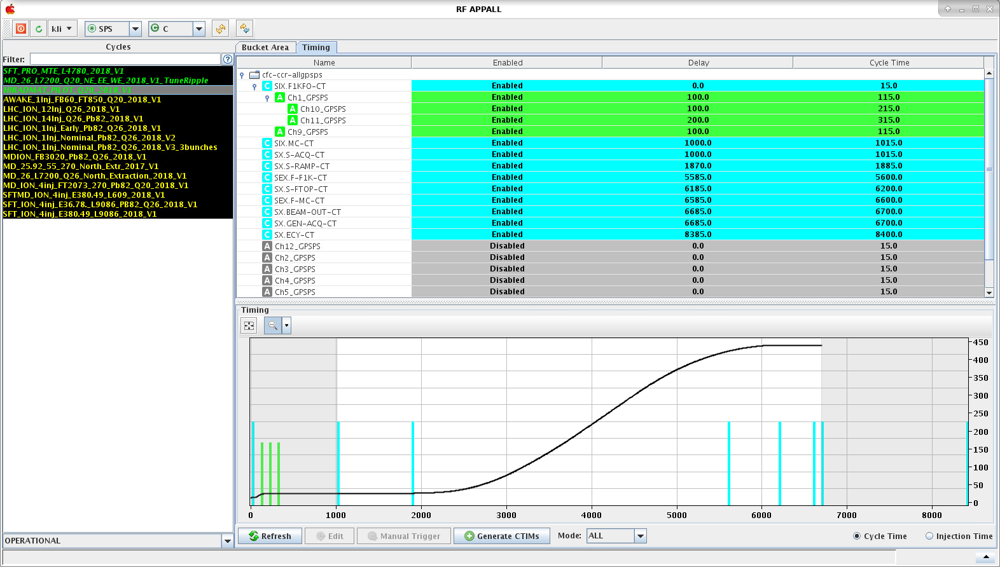 RF APPALL
kli SPS C
Cycles
Filter:
SFT_PRO_MTE_L4780_2018_V1
MD_26_L7200_Q20_NE_EE_WE_2018_V1_TuneRipple
HIRADMAT_PILOT_Q20_2018_V1
AWAKE_1Inj_FB60_FT850_Q20_2018_V1
LHC_ION_12Inj_Q26_2018_V1
LHC_ION_14Inj_Q26_Pb82_2018_V1
LHC_ION_1Inj_Early_Pb82_Q26_2018_V1
LHC_ION_1Inj_Nominal_Pb82_Q26_2018_V2
LHC_ION_1Inj_Nominal_Pb82_Q26_2018_V3_3bunches
MDION_FB3020_Pb82_Q26_2018_V1
MD_25.92_55_270_North_Extr_2017_V1
MD_26_L7200_Q26_North_Extraction_2018_V1
MD_ION_4inj_FT2073_270_Pb82_Q20_2018_V1
SFTMD_ION_4inj_E380.49_L609_2018_V1
SFT_ION_4inj_E36.78._L9086_PB82_Q26_2018_V1
SFT_ION_4inj_E380.49_L9086_2018_V1
OPERATIONAL
Bucket Area Timing
Name Enabled Delay Cycle Time
cfc-ccr-allgpsps
C SIX.F1KFO-CT Enabled 0.0 15.0
A Ch1_GPSPS Enabled 100.0 115.0
A Ch10_GPSPS Enabled 100.0 215.0
A Ch11_GPSPS Enabled 200.0 315.0
A Ch9_GPSPS Enabled 100.0 115.0
C SIX.MC-CT Enabled 1000.0 1015.0
C SX.S-ACQ-CT Enabled 1000.0 1015.0
C SX.S-RAMP-CT Enabled 1870.0 1885.0
C SEX.F-F1K-CT Enabled 5585.0 5600.0
C SX.S-FTOP-CT Enabled 6185.0 6200.0
C SEX.F-MC-CT Enabled 6585.0 6600.0
C SX.BEAM-OUT-CT Enabled 6685.0 6700.0
C SX.GEN-ACQ-CT Enabled 6685.0 6700.0
C SX.ECY-CT Enabled 8385.0 8400.0
A Ch12_GPSPS Disabled 0.0 15.0
A Ch2_GPSPS Disabled 0.0 15.0
A Ch3_GPSPS Disabled 0.0 15.0
A Ch4_GPSPS Disabled 0.0 15.0
A Ch5_GPSPS Disabled 0.0 15.0
Timing
450
400
350
300
250
200
150
100
50
0
0 1000 2000 3000 4000 5000 6000 7000 8000
Refresh Edit Manual Trigger Generate CTIMs Mode: ALL Cycle Time Injection Time